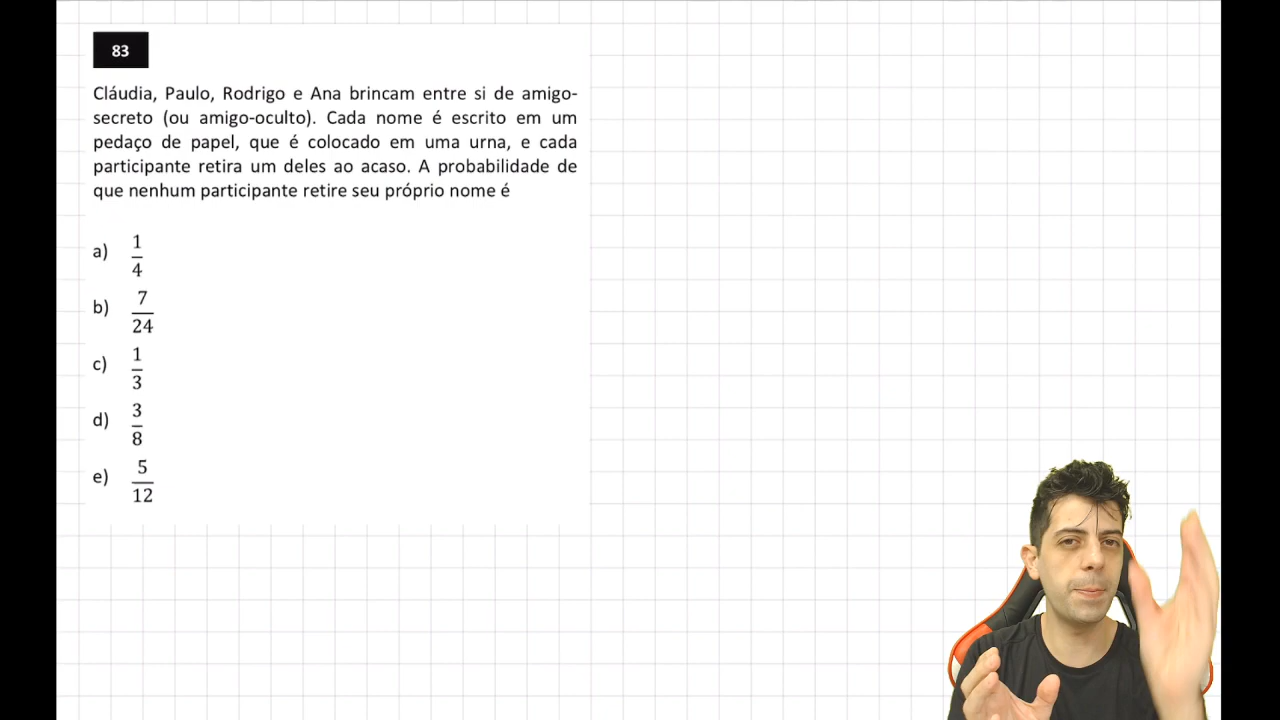 83
Cláudia, Paulo, Rodrigo e Ana brincam entre si de amigo-
secreto (ou amigo-oculto). Cada nome é escrito em um
pedaço de papel, que é colocado em uma urna, e cada
participante retira um deles ao acaso. A probabilidade de
que nenhum participante retire seu próprio nome é
a) 1/4
b) 7/24
c) 1/3
d) 3/8
e) 5/12